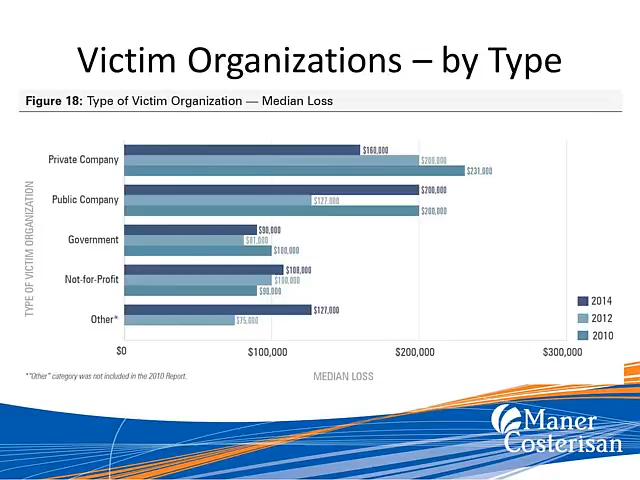 Victim Organizations – by Type
Figure 18: Type of Victim Organization — Median Loss
TYPE OF VICTIM ORGANIZATION
Private Company
$160,000
$200,000
$231,000
Public Company
$200,000
$127,000
$200,000
Government
$90,000
$81,000
$100,000
Not-for-Profit
$108,000
$100,000
$90,000
Other*
$127,000
$75,000
2014
2012
2010
$0 $100,000 $200,000 $300,000
MEDIAN LOSS
*"Other" category was not included in the 2010 Report.
Maner
Costerisan